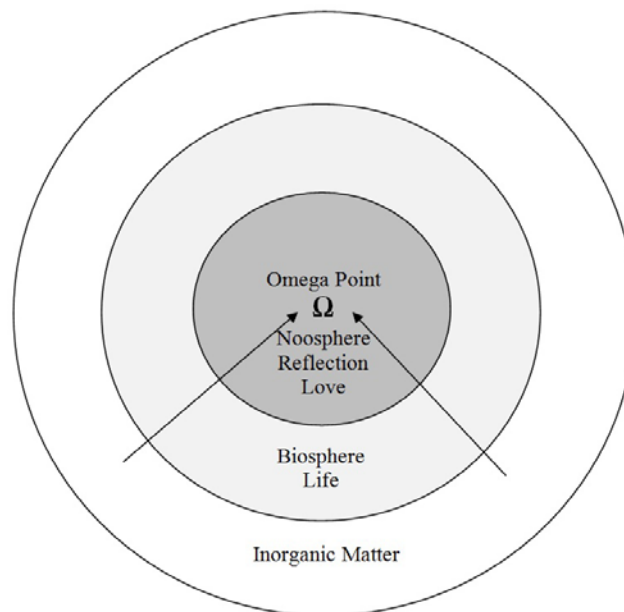 Omega Point
Ω
Noosphere
Reflection
Love
Biosphere
Life
Inorganic Matter